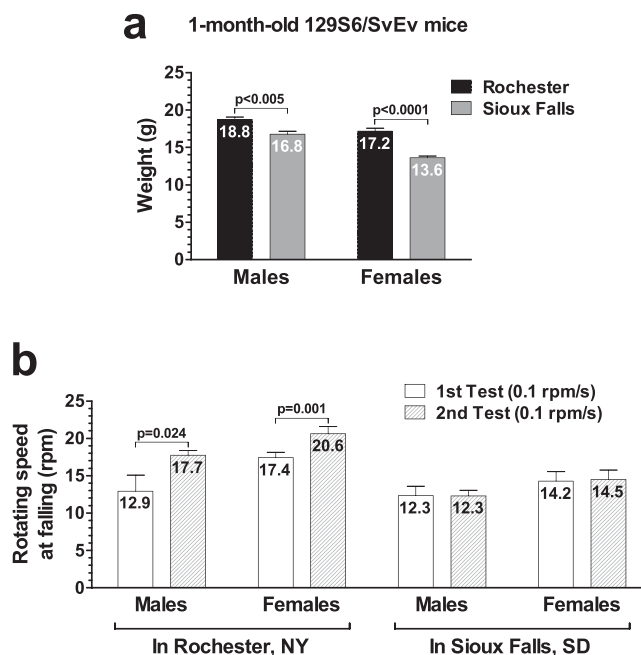 a 1-month-old 129S6/SvEv mice
25
20
15
10
5
0
Weight (g)
p<0.005
p<0.0001
Rochester
Sioux Falls
18.8
16.8
17.2
13.6
Males
Females
b
1st Test (0.1 rpm/s)
2nd Test (0.1 rpm/s)
25
20
15
10
5
0
Rotating speed
at falling (rpm)
p=0.024
p=0.001
12.9
17.7
17.4
20.6
12.3
12.3
14.2
14.5
Males
Females
Males
Females
In Rochester, NY
In Sioux Falls, SD